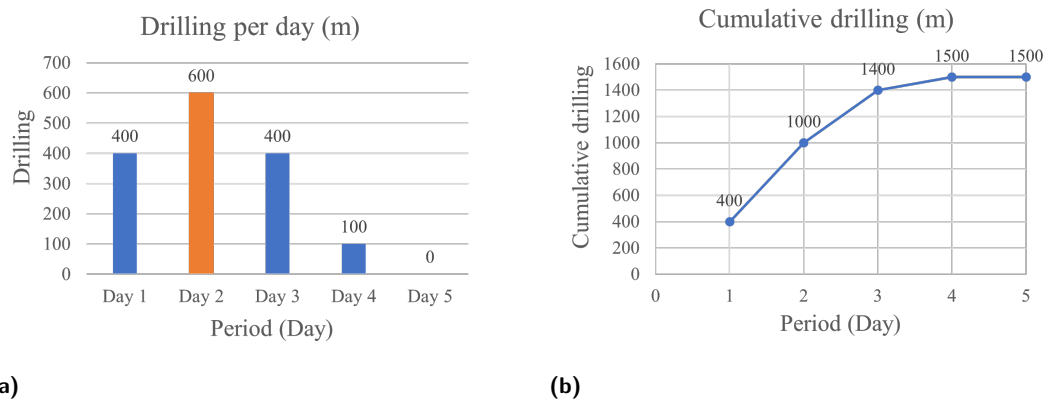 Drilling per day (m)
700
600
500
400
300
200
100
0
Drilling
400
600
400
100
0
Day 1 Day 2 Day 3 Day 4 Day 5
Period (Day)
a)
Cumulative drilling (m)
1600
1400
1200
1000
800
600
400
200
0
Cumulative drilling
400
1000
1400
1500
1500
0 1 2 3 4 5
Period (Day)
(b)